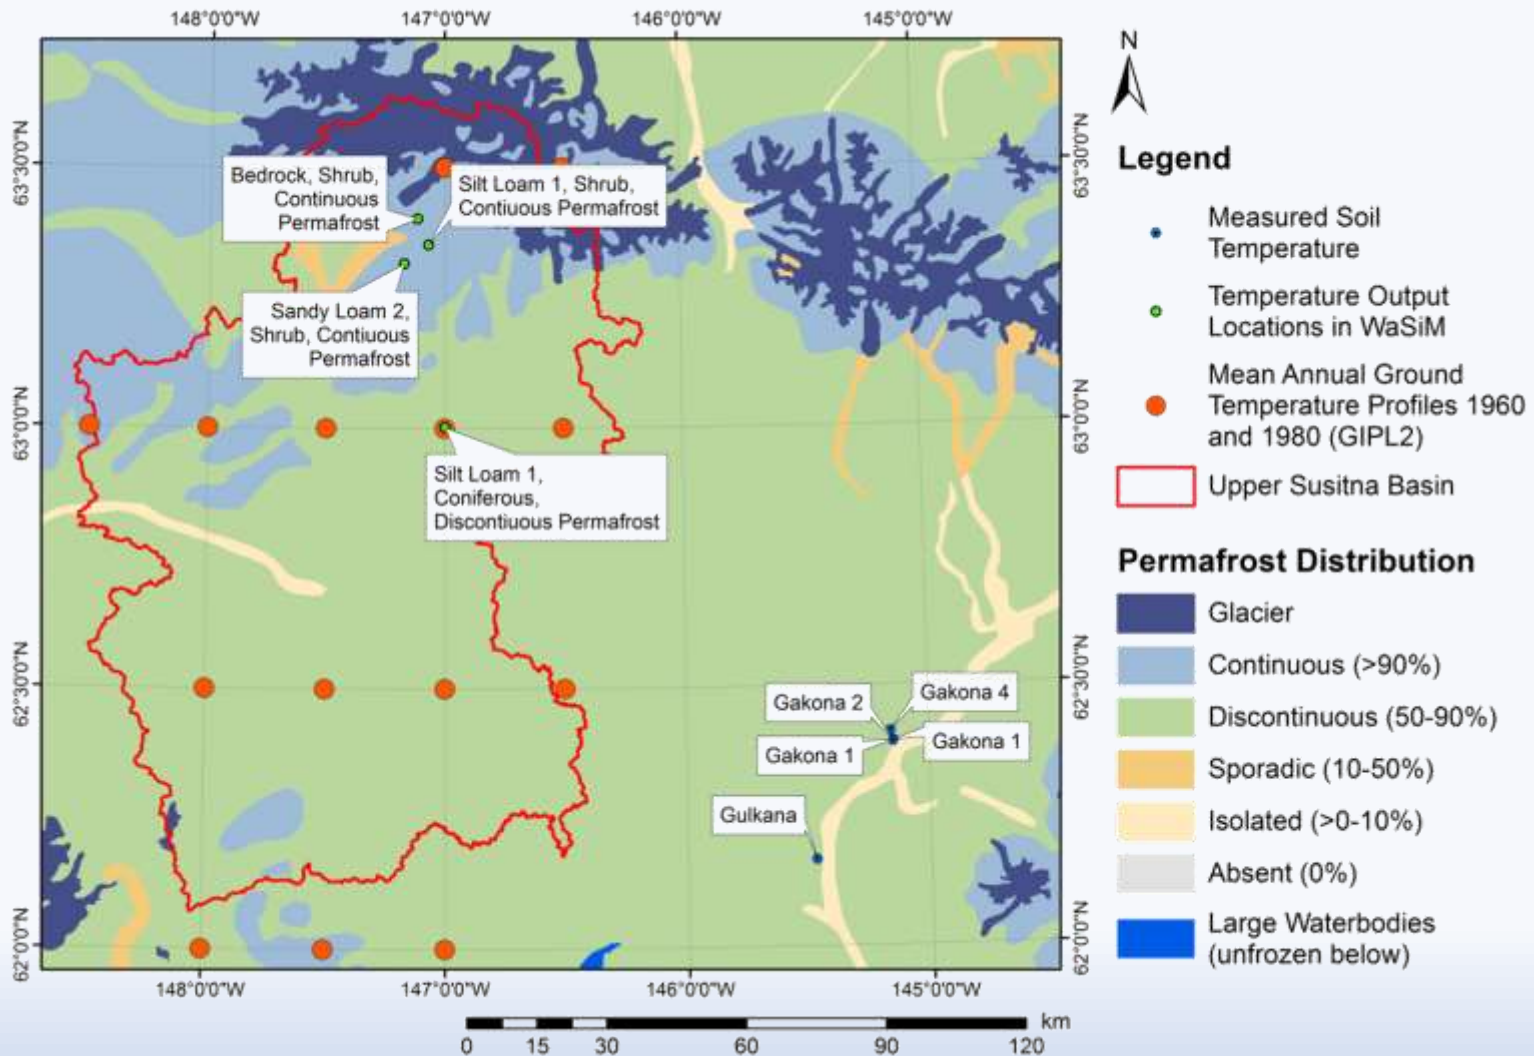 148°0'0"W
147°0'0"W
146°0'0"W
145°0'0"W
63°30'0"N
63°0'0"N
62°30'0"N
62°0'0"N
63°30'0"N
63°0'0"N
62°30'0"N
62°0'0"N
Bedrock, Shrub,
Continuous
Permafrost
Silt Loam 1, Shrub,
Contiuous Permafrost
Sandy Loam 2,
Shrub, Contiuous
Permafrost
Silt Loam 1,
Coniferous,
Discontiuous Permafrost
Gakona 2
Gakona 4
Gakona 1
Gakona 1
Gulkana
148°0'0"W
147°0'0"W
146°0'0"W
145°0'0"W
0 15 30 60 90 120
km
N
Legend
Measured Soil
Temperature
Temperature Output
Locations in WaSiM
Mean Annual Ground
Temperature Profiles 1960
and 1980 (GIPL2)
Upper Susitna Basin
Permafrost Distribution
Glacier
Continuous (>90%)
Discontinuous (50-90%)
Sporadic (10-50%)
Isolated (>0-10%)
Absent (0%)
Large Waterbodies
(unfrozen below)